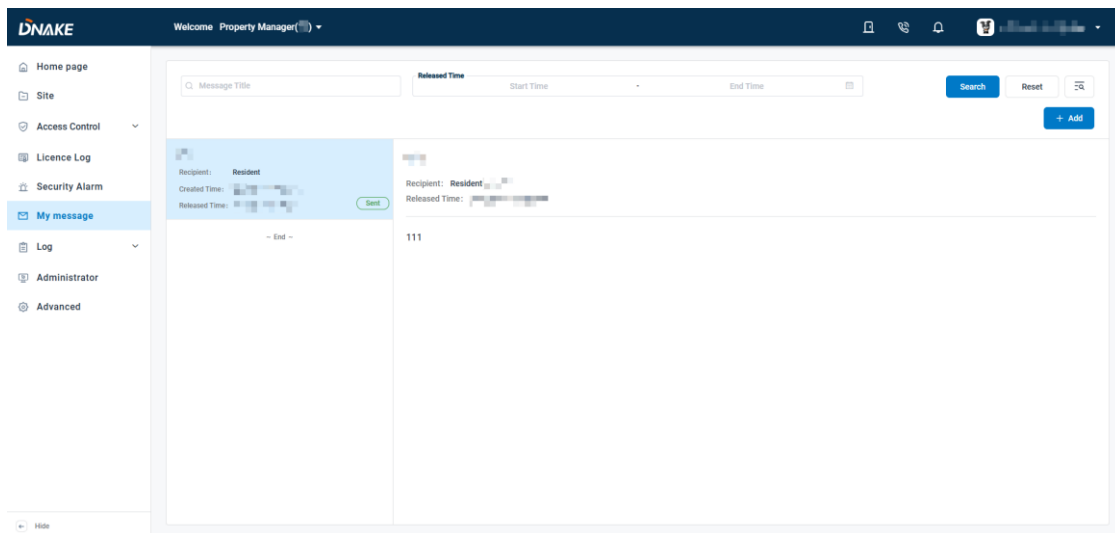 DNAKE
Welcome Property Manager( )
Home page
Site
Access Control
Licence Log
Security Alarm
My message
Log
Administrator
Advanced
Hide
Message Title
Released Time
Start Time - End Time
Search Reset
+ Add
Recipient: Resident
Created Time:
Released Time:
Sent
~ End ~
Recipient: Resident
Released Time:
111